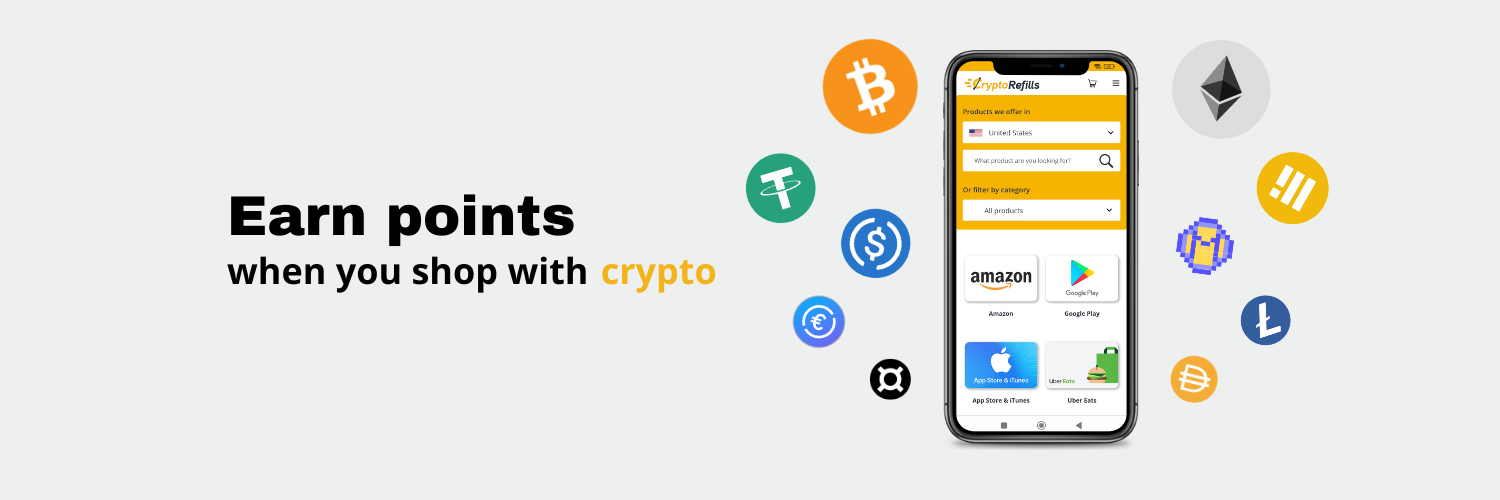 Earn points
when you shop with crypto
CryptoRefills
Products we offer in
United States
What product are you looking for?
Or filter by category
All products
amazon
Google Play
Amazon
Google Play
App Store & iTunes
Uber Eats
App Store & iTunes
Uber Eats